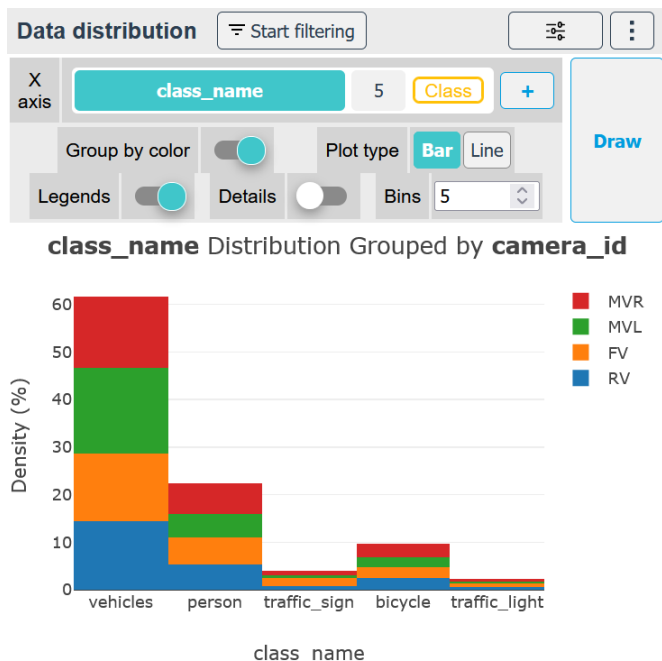 Data distribution Start filtering
X axis class_name 5 Class + Draw
Group by color Plot type Bar Line
Legends Details Bins 5
class_name Distribution Grouped by camera_id
MVR
MVL
FV
RV
Density (%)
60
50
40
30
20
10
0
vehicles person traffic_sign bicycle traffic_light
class_name